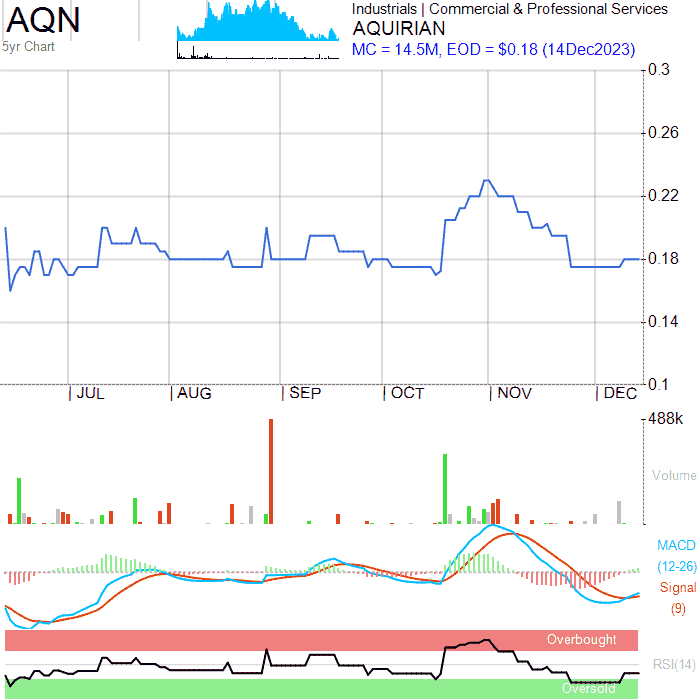 AQN
5yr Chart
Industrials | Commercial & Professional Services
AQUIRIAN
MC = 14.5M, EOD = $0.18 (14Dec2023)
0.3
0.26
0.22
0.18
0.14
0.1
JUL AUG SEP OCT NOV DEC
488k
Volume
MACD
(12-26)
Signal
(9)
Overbought
RSI(14)
Oversold